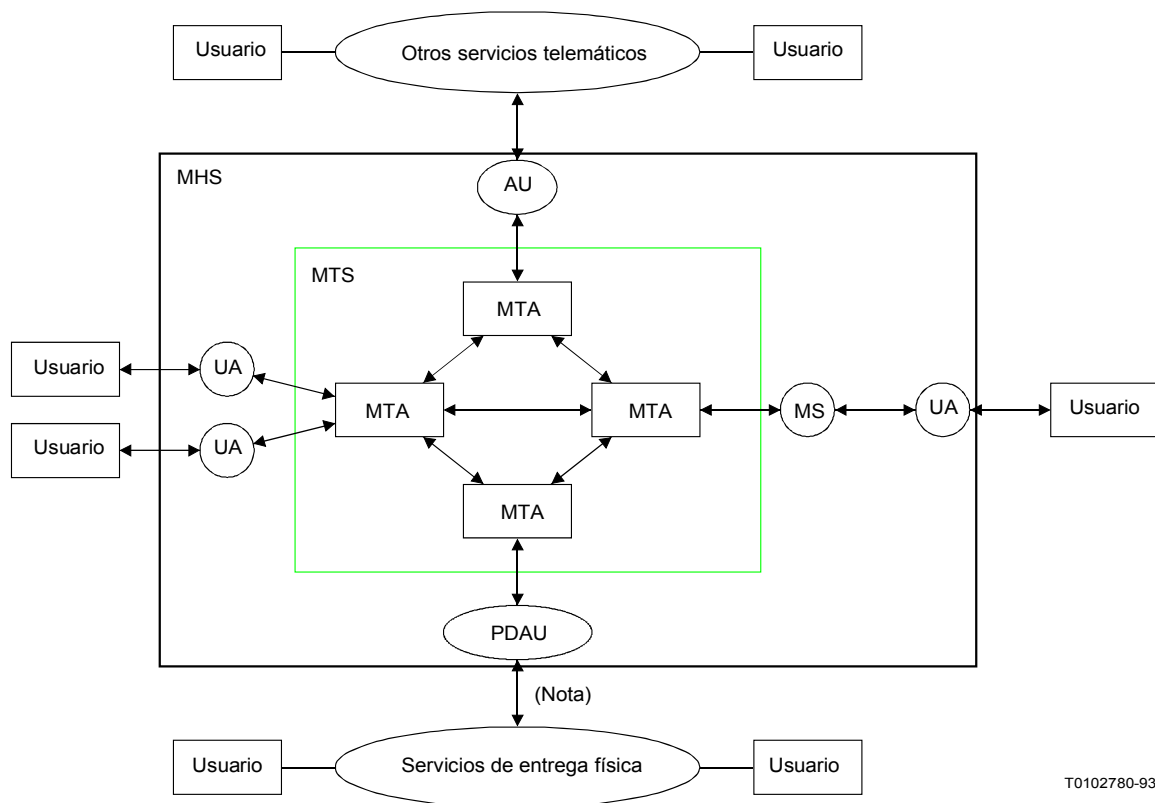 Usuario
Otros servicios telemáticos
Usuario
MHS
AU
MTS
MTA
Usuario
UA
MTA
MTA
MS
UA
Usuario
Usuario
UA
MTA
PDAU
(Nota)
Usuario
Servicios de entrega física
Usuario
T0102780-93